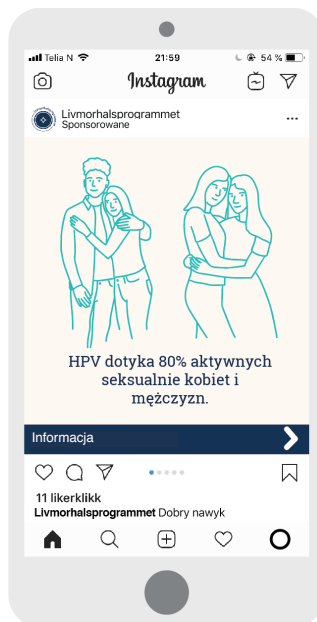 Telia N 21:59 54 %
Instagram
Livmorhalsprogrammet
Sponsorowane
HPV dotyka 80% aktywnych
seksualnie kobiet i
mężczyzn.
Informacja
11 likerklikk
Livmorhalsprogrammet Dobry nawyk